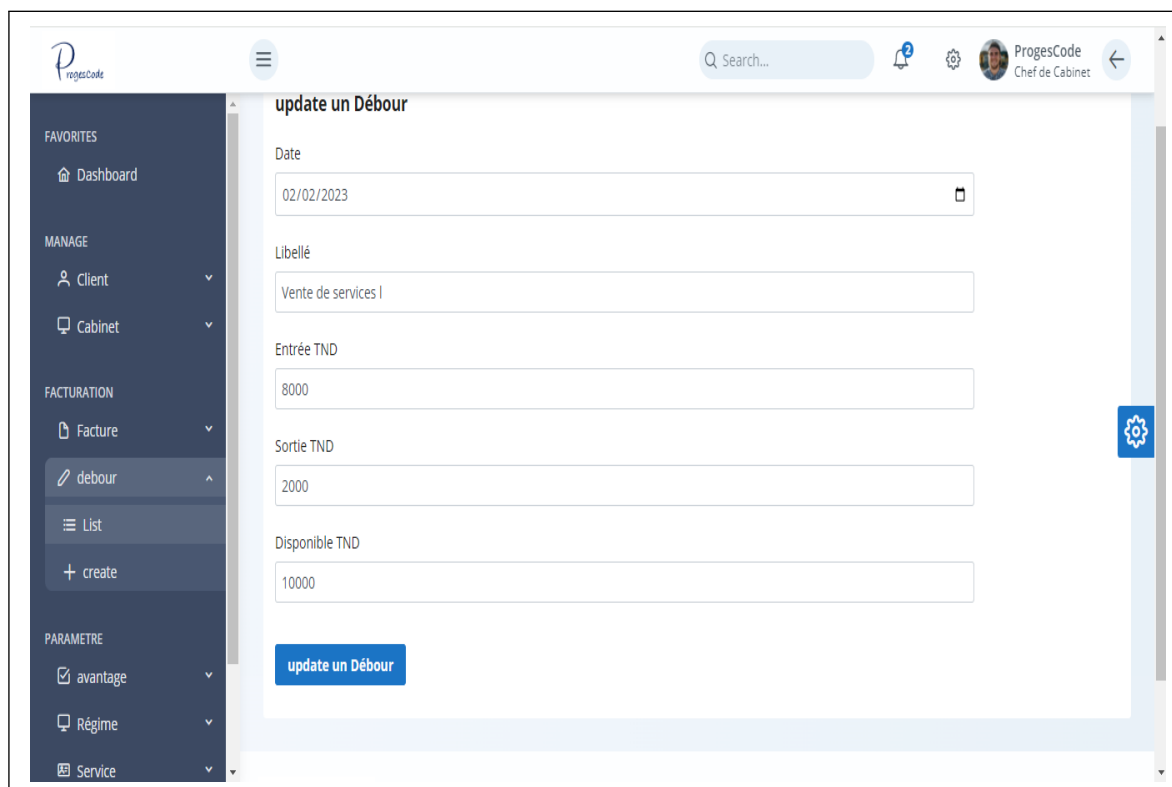 ProgesCode
Search...
2
ProgesCode
Chef de Cabinet
FAVORITES
Dashboard
MANAGE
Client
Cabinet
FACTURATION
Facture
debour
List
create
PARAMETRE
avantage
Régime
Service
update un Débour
Date
02/02/2023
Libellé
Vente de services l
Entrée TND
8000
Sortie TND
2000
Disponible TND
10000
update un Débour